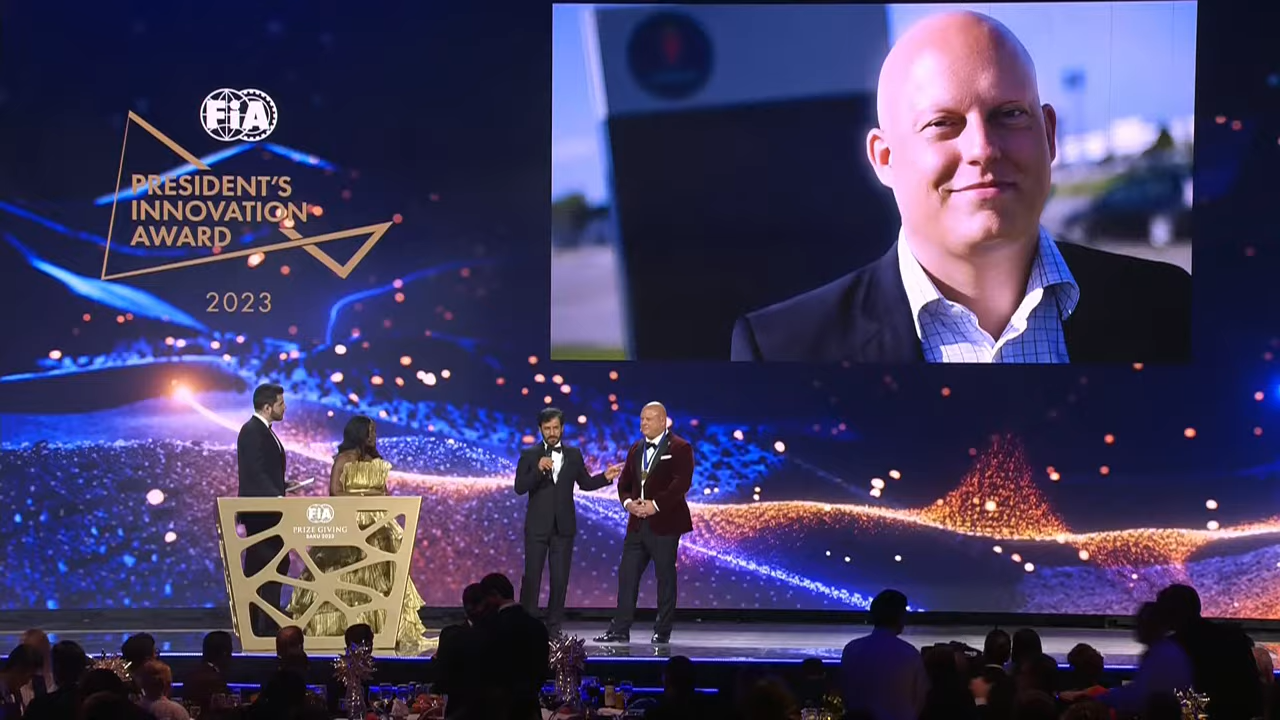 FIA
PRESIDENT'S
INNOVATION
AWARD
2023
FIA
PRIZE GIVING
BAKU 2023